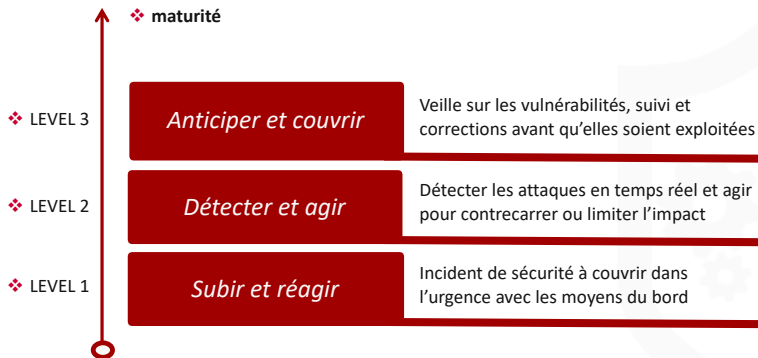 ❖ maturité
❖ LEVEL 3
Anticiper et couvrir
Veille sur les vulnérabilités, suivi et
corrections avant qu’elles soient exploitées
❖ LEVEL 2
Détecter et agir
Détecter les attaques en temps réel et agir
pour contrecarrer ou limiter l’impact
❖ LEVEL 1
Subir et réagir
Incident de sécurité à couvrir dans
l’urgence avec les moyens du bord